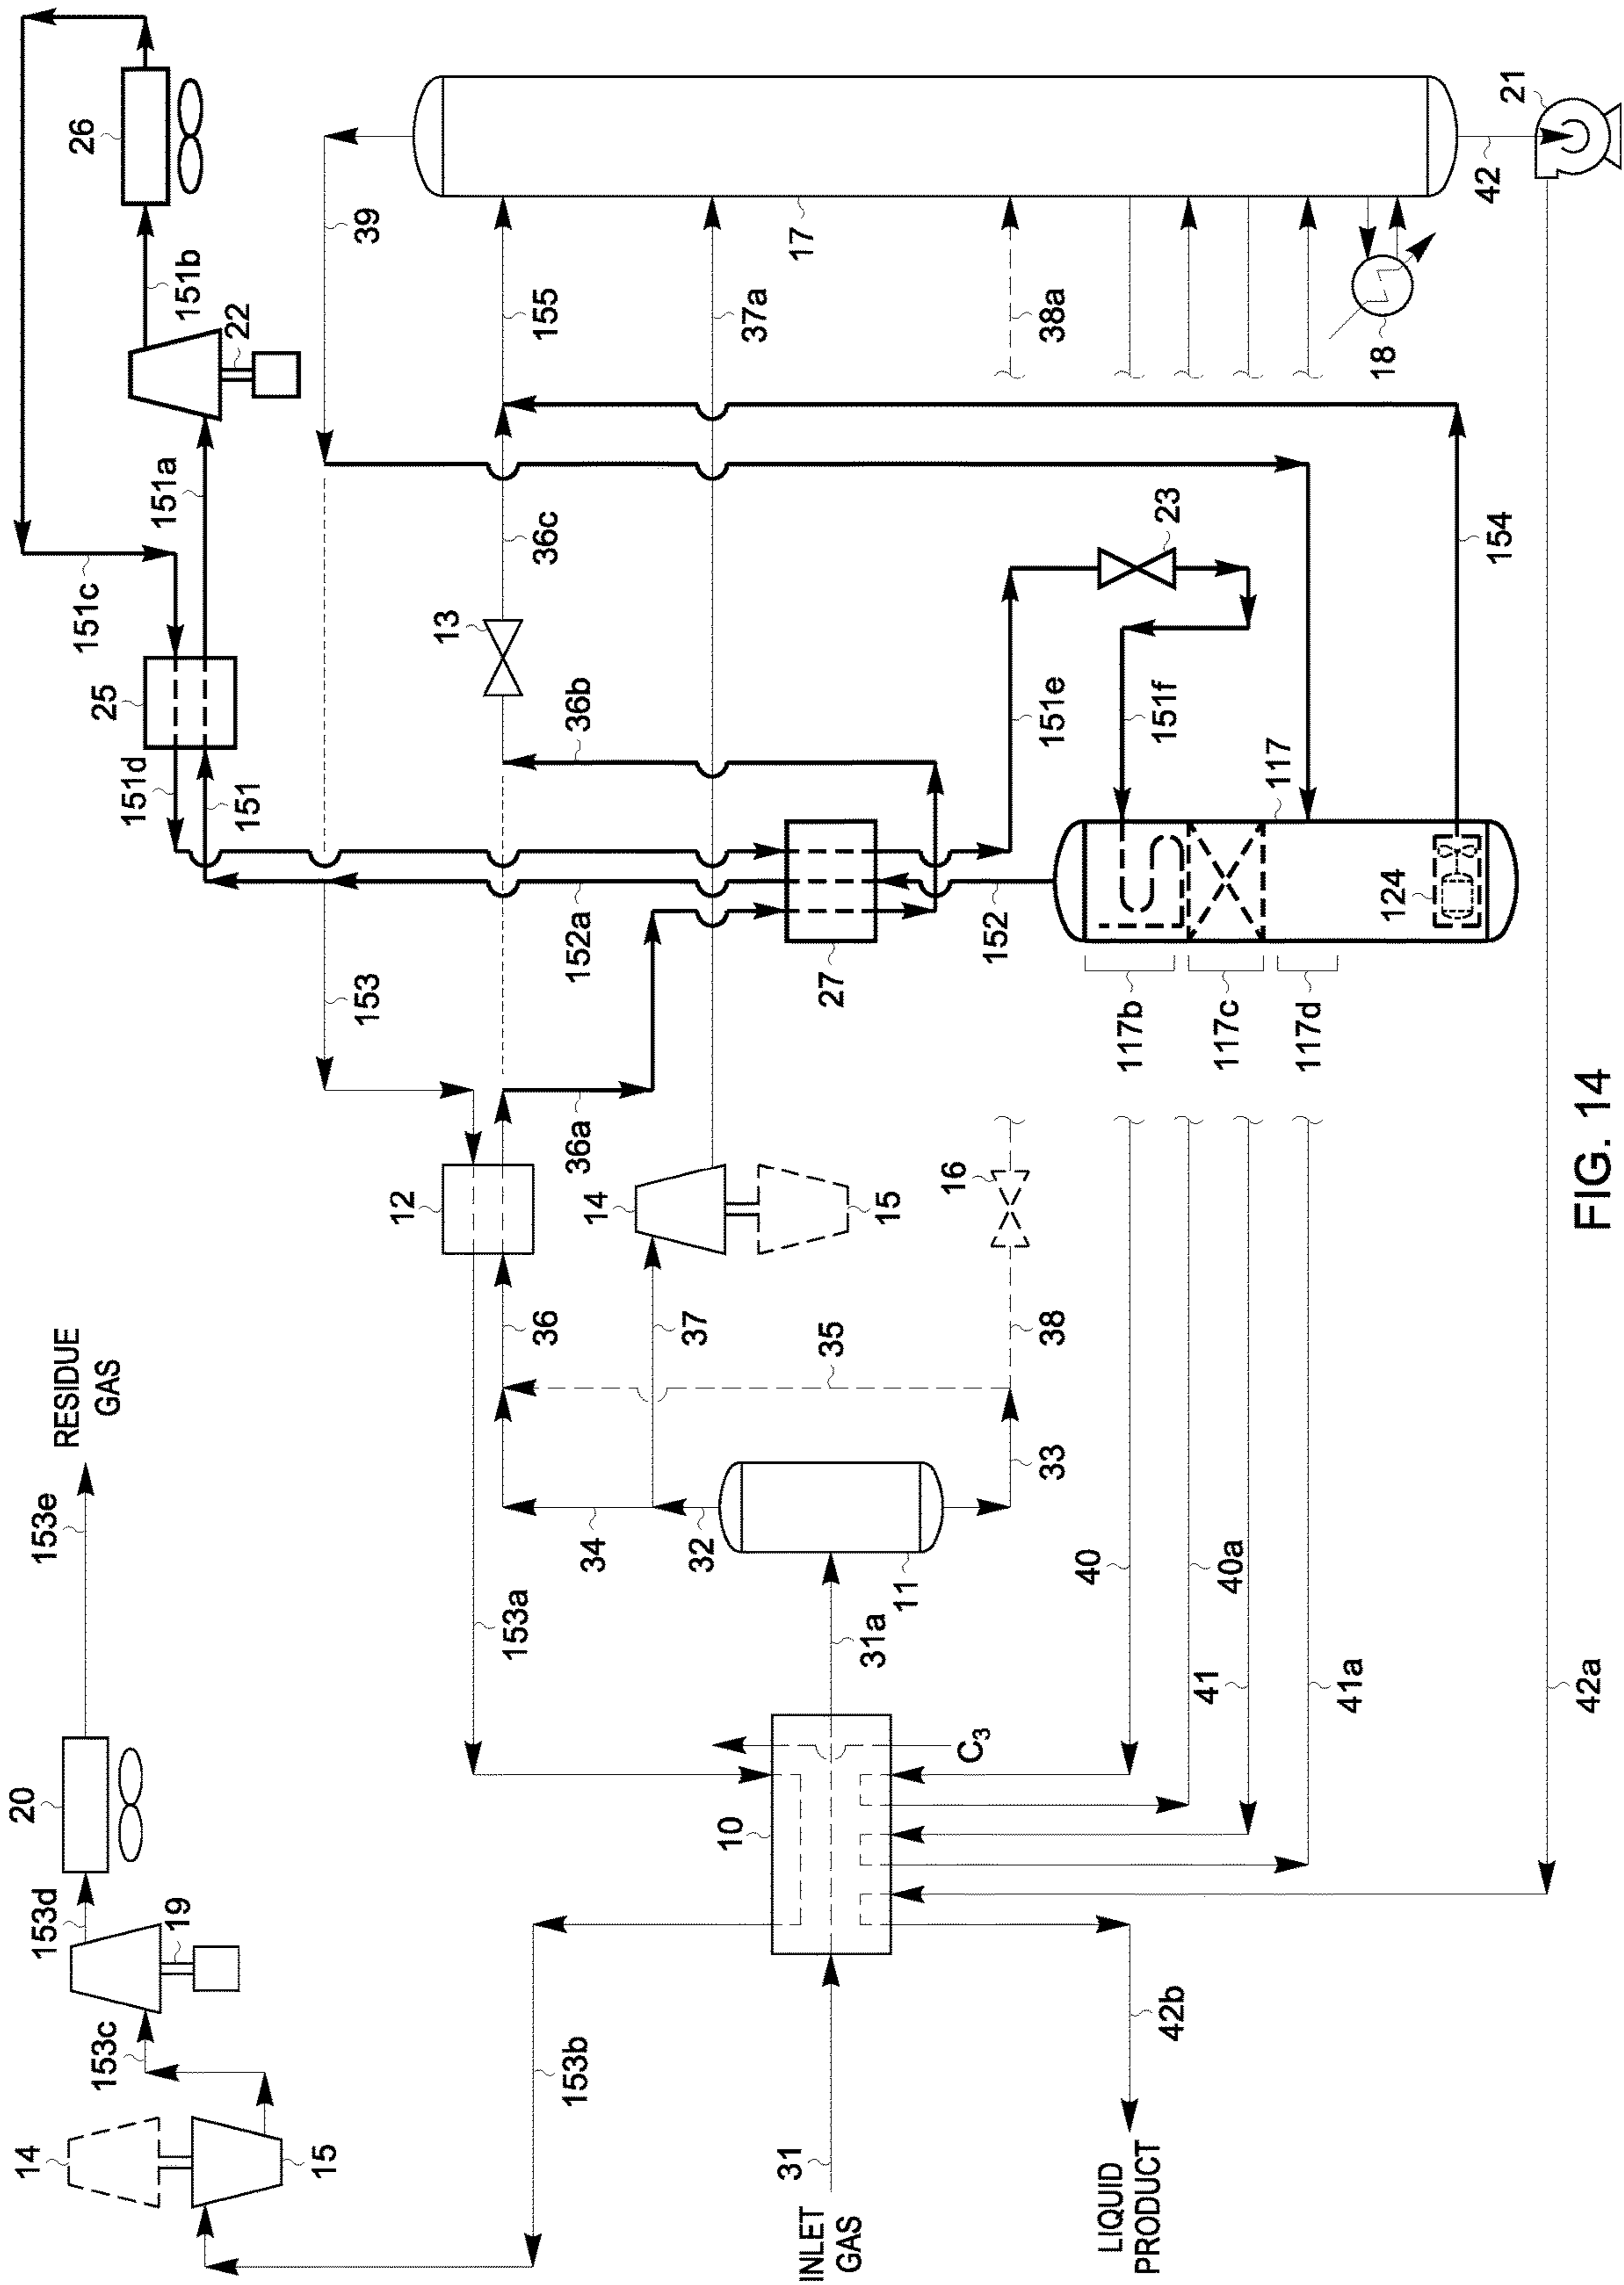 RESIDUE
GAS
153e
20
153d
19
153c
14
15
153b
153a
12
36
34
37
32
35
33
38
16
14
15
11
31a
10
C3
31
INLET
GAS
40
40a
41
41a
42a
42b
LIQUID
PRODUCT
26
151b
22
151a
151c
25
151d
151
39
153
152a
36a
13
36c
36b
155
37a
38a
17
18
42
21
27
152
151e
151f
23
117
117b
117c
117d
124
154
FIG. 14